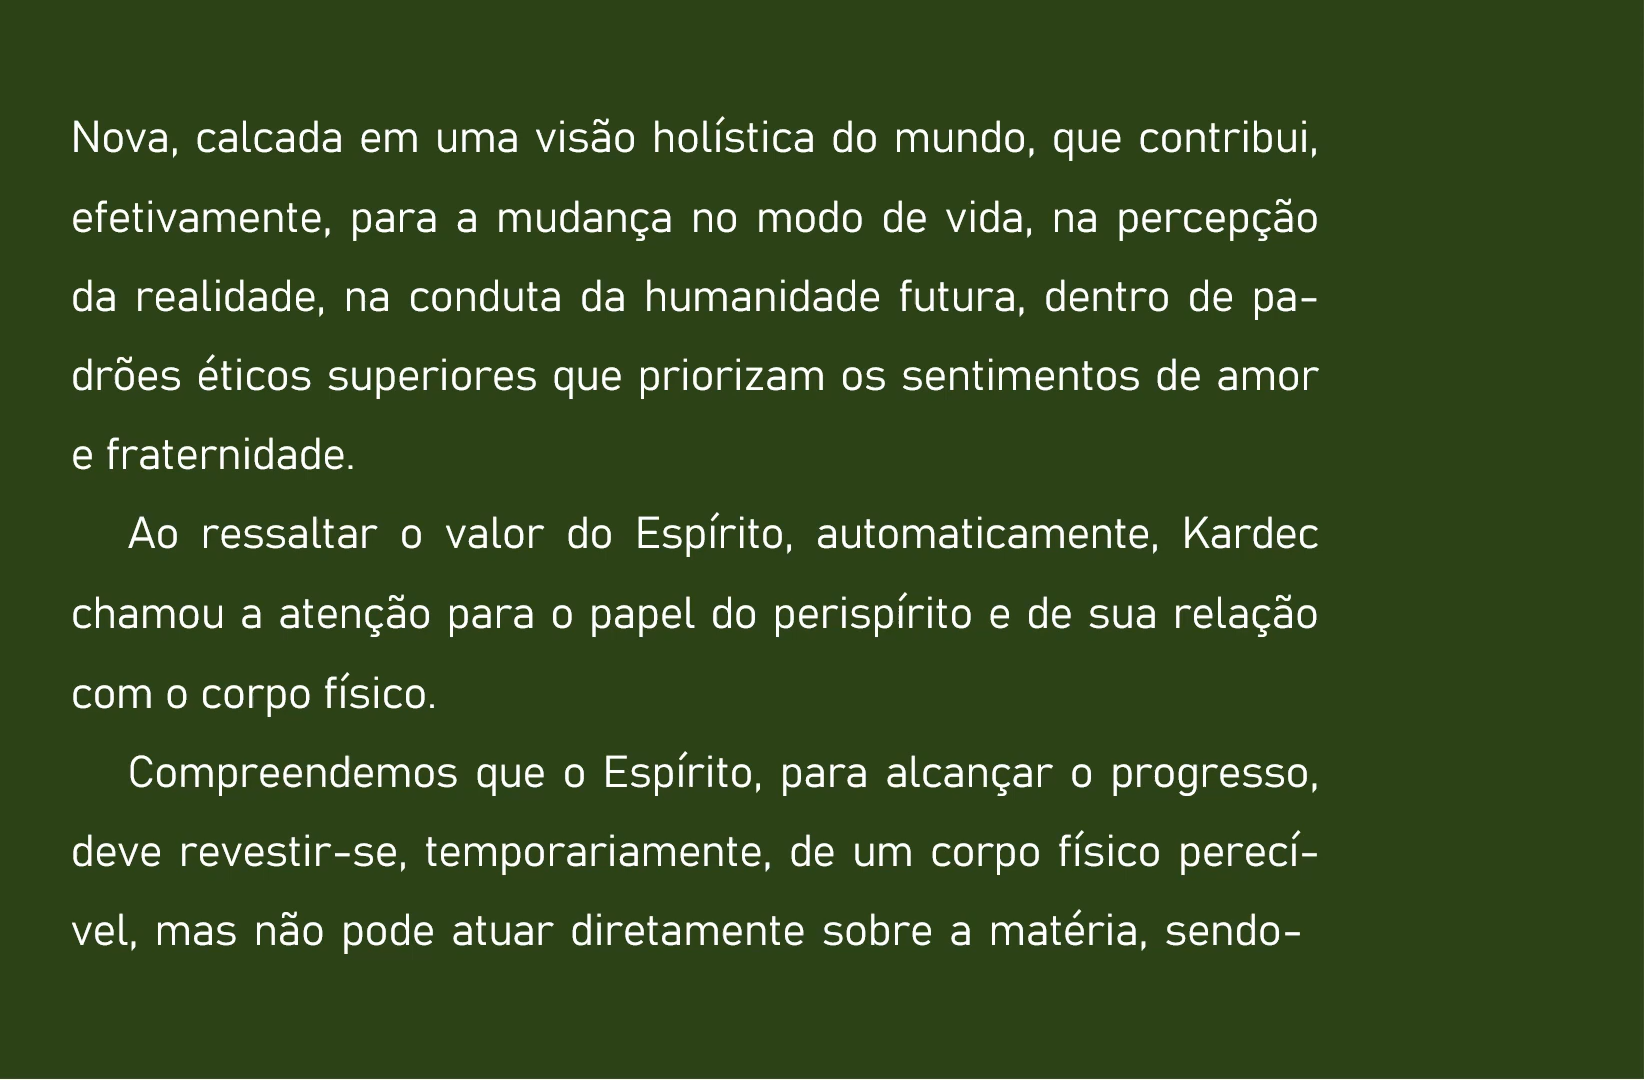 Nova, calcada em uma visão holística do mundo, que contribui,
efetivamente, para a mudança no modo de vida, na percepção
da realidade, na conduta da humanidade futura, dentro de pa-
drões éticos superiores que priorizam os sentimentos de amor
e fraternidade.
Ao ressaltar o valor do Espírito, automaticamente, Kardec
chamou a atenção para o papel do perispírito e de sua relação
com o corpo físico.
Compreendemos que o Espírito, para alcançar o progresso,
deve revestir-se, temporariamente, de um corpo físico perecí-
vel, mas não pode atuar diretamente sobre a matéria, sendo-